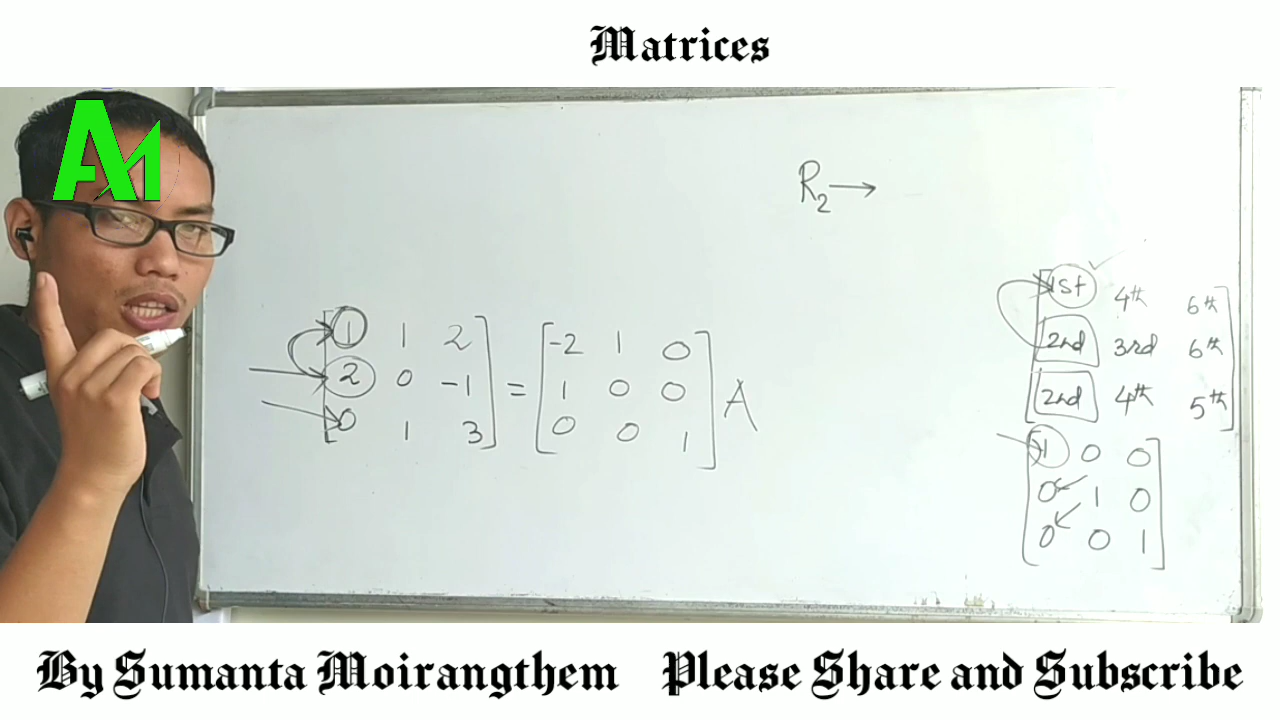 Matrices
AM
R₂ →
1 1 2
2 0 -1
0 1 3
=
-2 1 0
1 0 0
0 0 1
A
1st 4th 6th
2nd 3rd 6th
2nd 4th 5th
1 0 0
0 1 0
0 0 1
By Sumanta Moirangthem Please Share and Subscribe